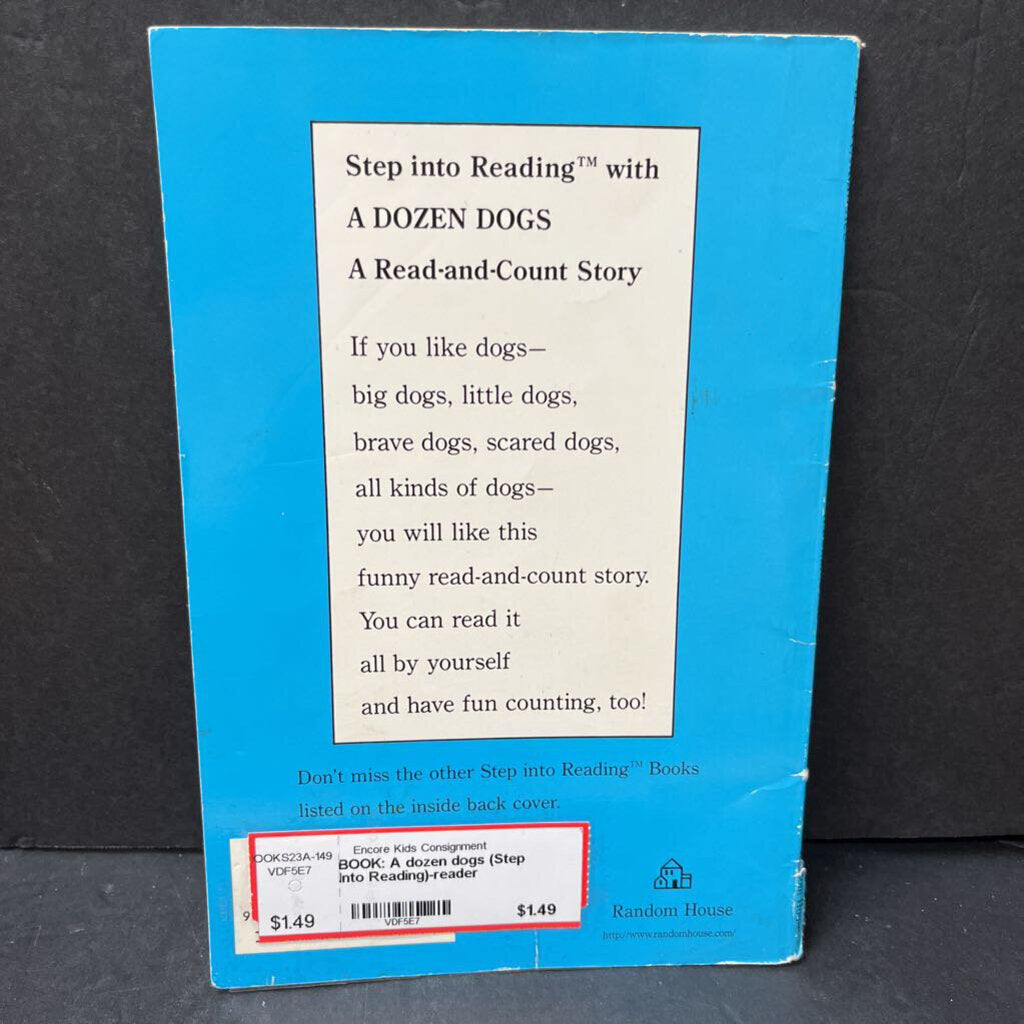 Step into Reading™ with
A DOZEN DOGS
A Read-and-Count Story
If you like dogs—
big dogs, little dogs,
brave dogs, scared dogs,
all kinds of dogs—
you will like this
funny read-and-count story.
You can read it
all by yourself
and have fun counting, too!
Don't miss the other Step into Reading™ Books
listed on the inside back cover.
OOKS23A-149
VDF5E7
$1.49
Encore Kids Consignment
BOOK: A dozen dogs (Step
Into Reading)-reader
VDF5E7
$1.49
9
Random House
http://www.randomhouse.com/